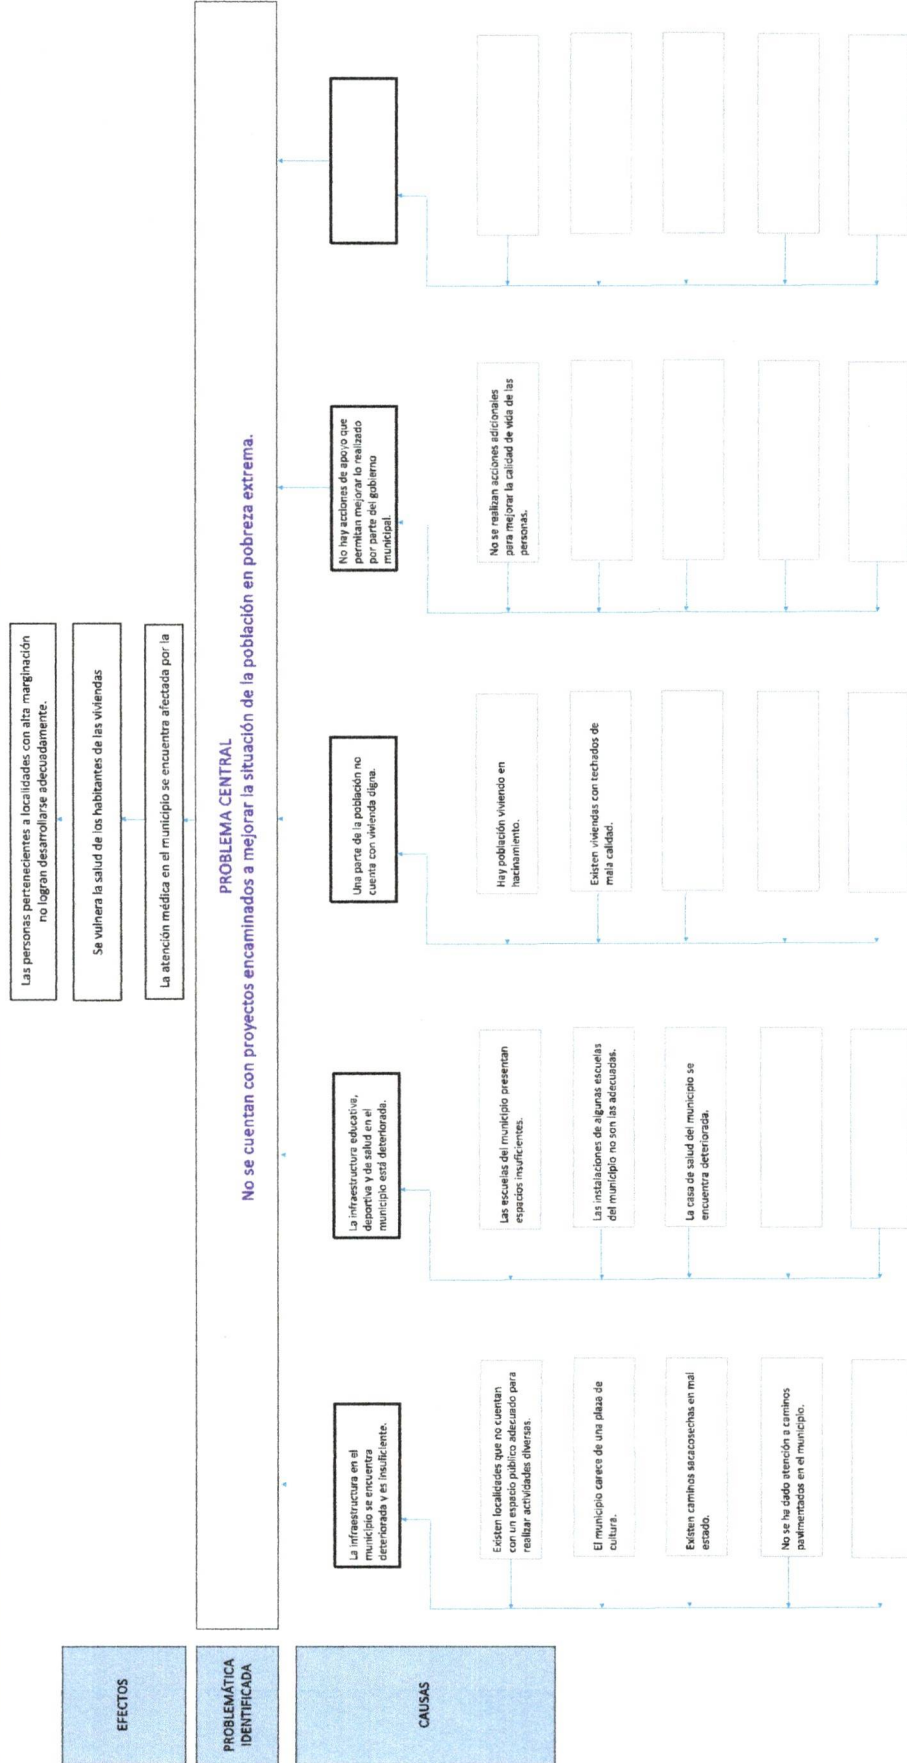 EFECTOS
Las personas pertenecientes a localidades con alta marginación
no logran desarrollarse adecuadamente.
Se vulnera la salud de los habitantes de las viviendas
La atención médica en el municipio se encuentra afectada por la
PROBLEMÁTICA
IDENTIFICADA
PROBLEMA CENTRAL
No se cuentan con proyectos encaminados a mejorar la situación de la población en pobreza extrema.
CAUSAS
La infraestructura en el
municipio se encuentra
deteriorada y es insuficiente.
Existen localidades que no cuentan
con un espacio público adecuado para
realizar actividades diversas.
El municipio carece de una plaza de
cultura.
Existen caminos sacacosechas en mal
estado.
No se ha dado atención a caminos
pavimentados en el municipio.
La infraestructura educativa,
deportiva y de salud en el
municipio está deteriorada.
Las escuelas del municipio presentan
espacios insuficientes.
Las instalaciones de algunas escuelas
del municipio no son las adecuadas.
La casa de salud del municipio se
encuentra deteriorada.
Una parte de la población no
cuenta con vivienda digna.
Hay población viviendo en
hacinamiento.
Existen viviendas con techados de
mala calidad.
No hay acciones de apoyo que
permitan mejorar lo realizado
por parte del gobierno
municipal.
No se realizan acciones adicionales
para mejorar la calidad de vida de las
personas.